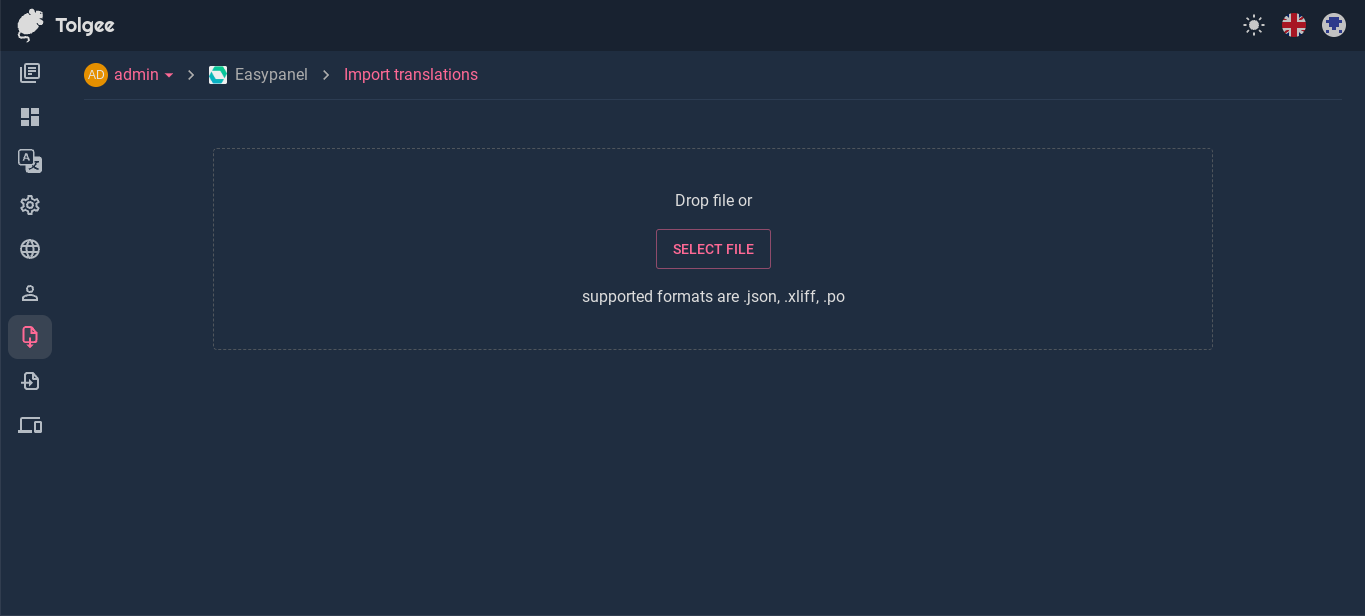 Tolgee
AD admin Easypanel Import translations
Drop file or
SELECT FILE
supported formats are .json, .xliff, .po